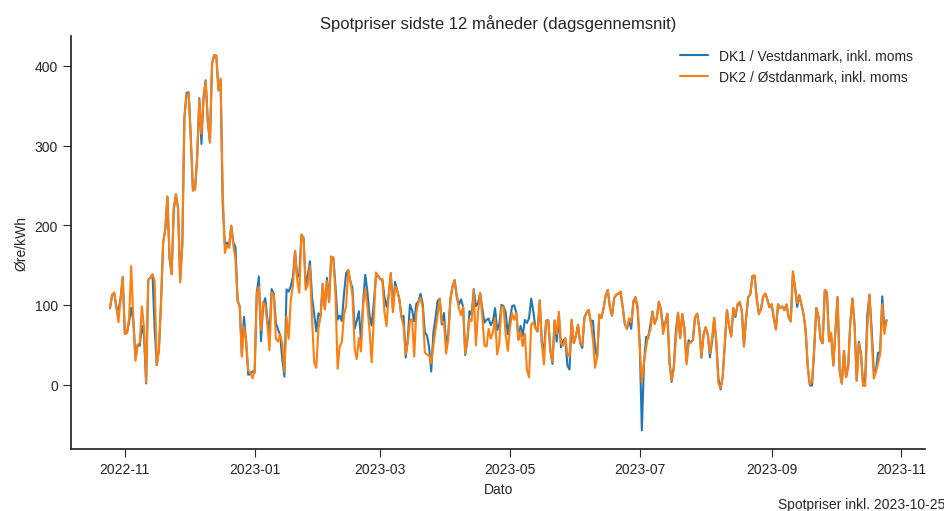 Spotpriser sidste 12 måneder (dagsgennemsnit)
DK1 / Vestdanmark, inkl. moms
DK2 / Østdanmark, inkl. moms
Øre/kWh
400
300
200
100
0
2022-11
2023-01
2023-03
2023-05
2023-07
2023-09
2023-11
Dato
Spotpriser inkl. 2023-10-25